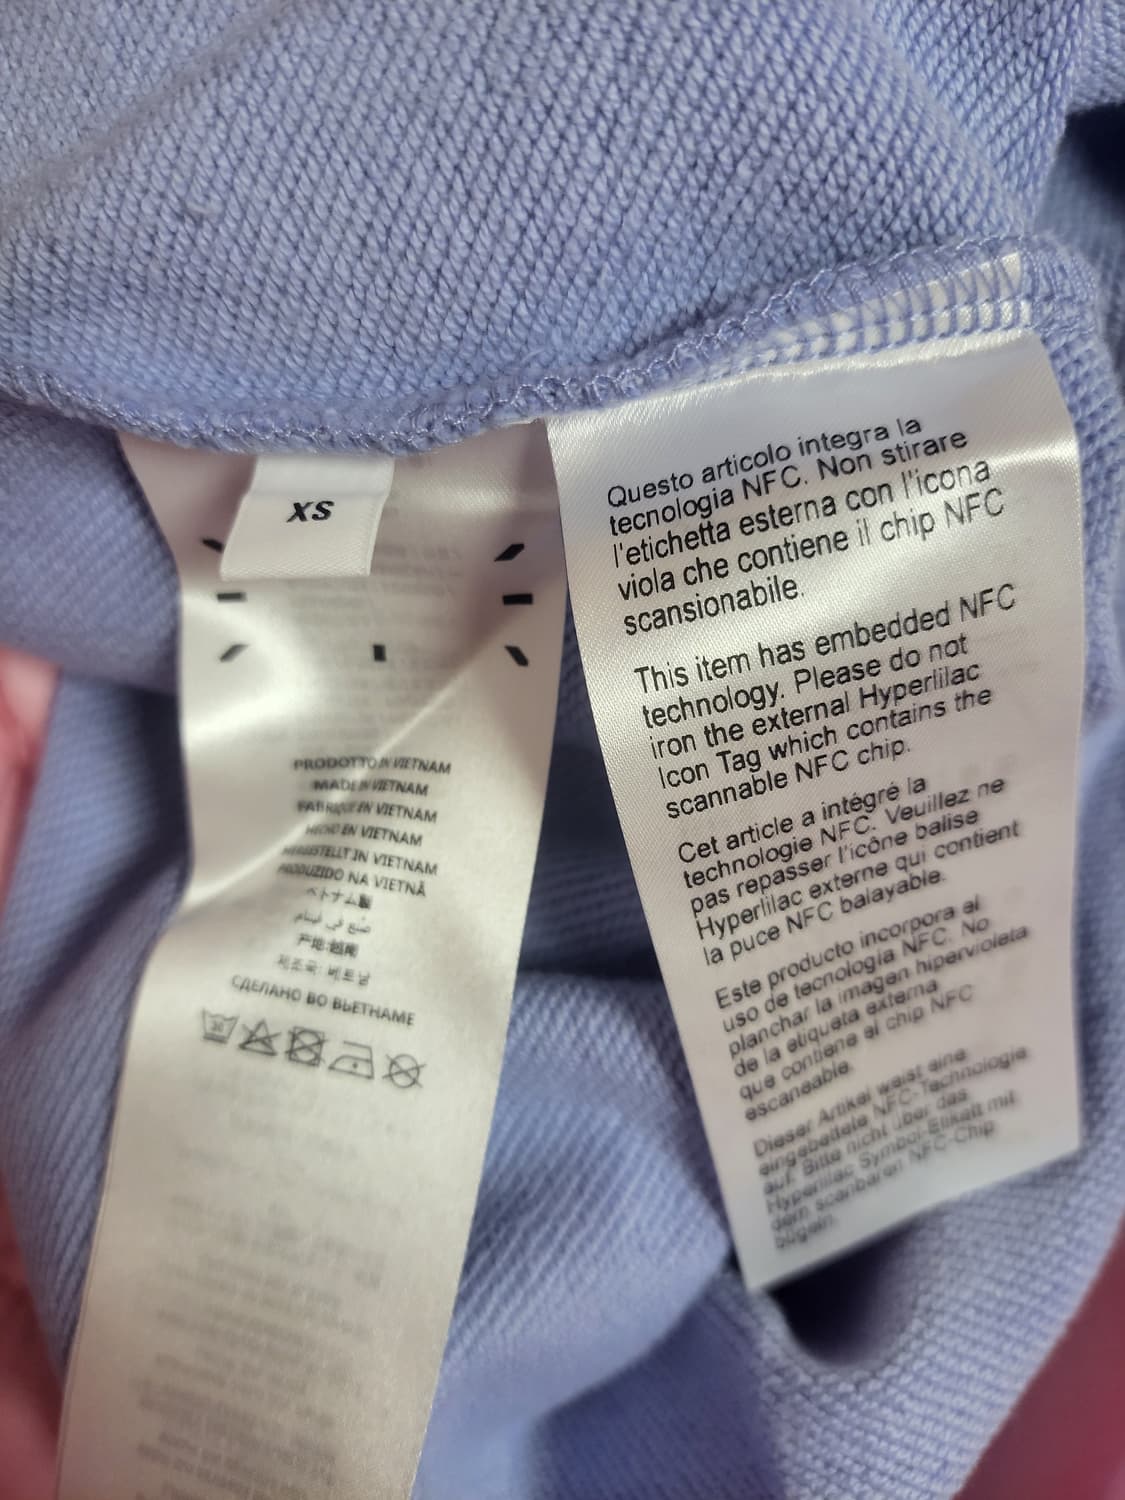 XS
PRODOTTO IN VIETNAM
MADE IN VIETNAM
FABRIQUE EN VIETNAM
HECHO EN VIETNAM
HERGESTELLT IN VIETNAM
PRODUZIDO NA VIETNÃ
ベトナム製
صنع في فيتنام
产地:越南
제조국: 베트남
СДЕЛАНО ВО ВЬЕТНАМЕ
Questo articolo integra la
tecnologia NFC. Non stirare
l'etichetta esterna con l'icona
viola che contiene il chip NFC
scansionabile.
This item has embedded NFC
technology. Please do not
iron the external Hyperlilac
Icon Tag which contains the
scannable NFC chip.
Cet article a intégré la
technologie NFC. Veuillez ne
pas repasser l'icône balise
Hyperlilac externe qui contient
la puce NFC balayable.
Este producto incorpora el
uso de tecnología NFC. No
planchar la imagen hipervioleta
de la etiqueta externa
que contiene el chip NFC
escaneable.
Dieser Artikel weist eine
eingebettete NFC-Technologie
auf. Bitte nicht über das
Hyperlilac Symbol-Etikett mit
dem scanbaren NFC-Chip
bügeln.